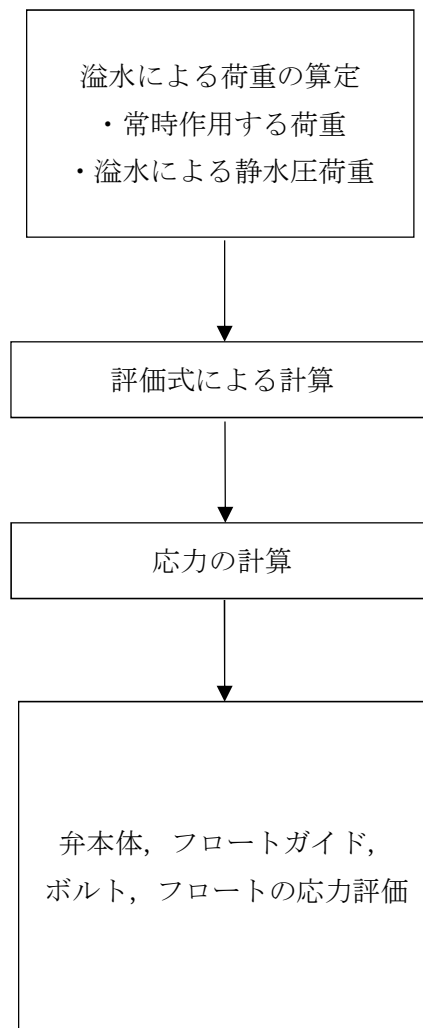 溢水による荷重の算定
・常時作用する荷重
・溢水による静水圧荷重
評価式による計算
応力の計算
弁本体，フロートガイド，
ボルト，フロートの応力評価